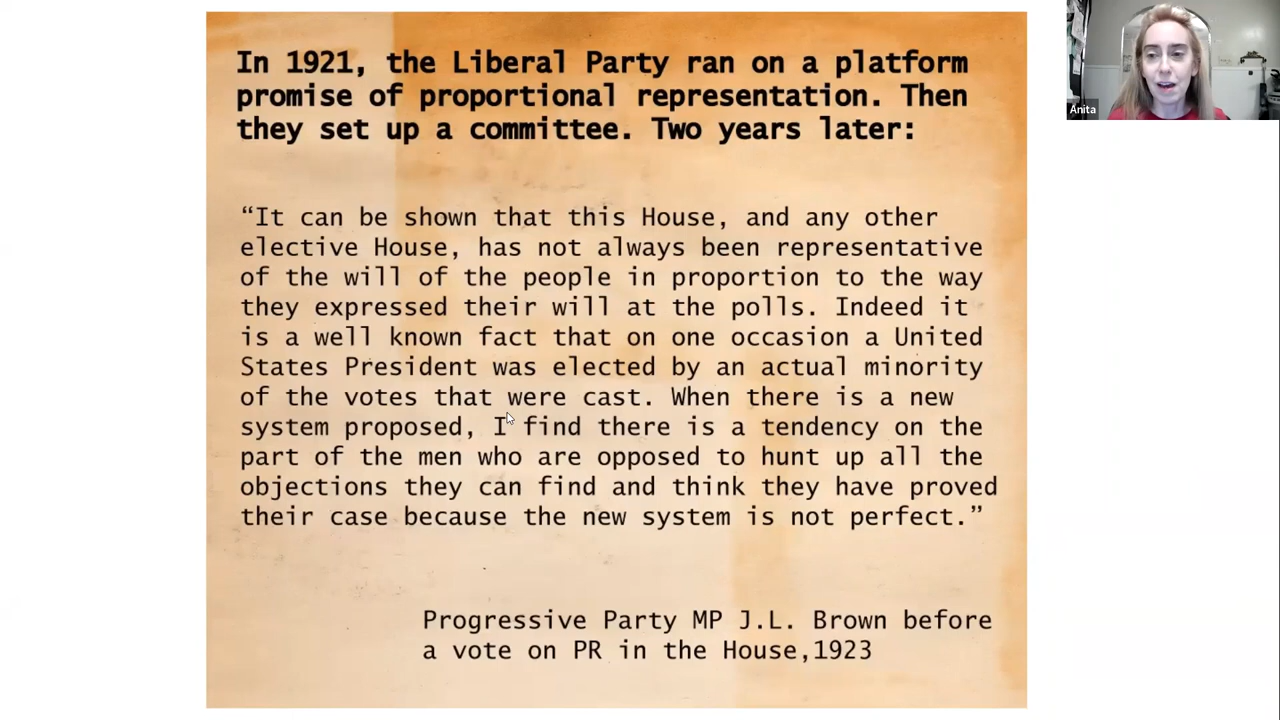 In 1921, the Liberal Party ran on a platform
promise of proportional representation. Then
they set up a committee. Two years later:
“It can be shown that this House, and any other
elective House, has not always been representative
of the will of the people in proportion to the way
they expressed their will at the polls. Indeed it
is a well known fact that on one occasion a United
States President was elected by an actual minority
of the votes that were cast. When there is a new
system proposed, I find there is a tendency on the
part of the men who are opposed to hunt up all the
objections they can find and think they have proved
their case because the new system is not perfect.”
Progressive Party MP J.L. Brown before
a vote on PR in the House,1923
Anita